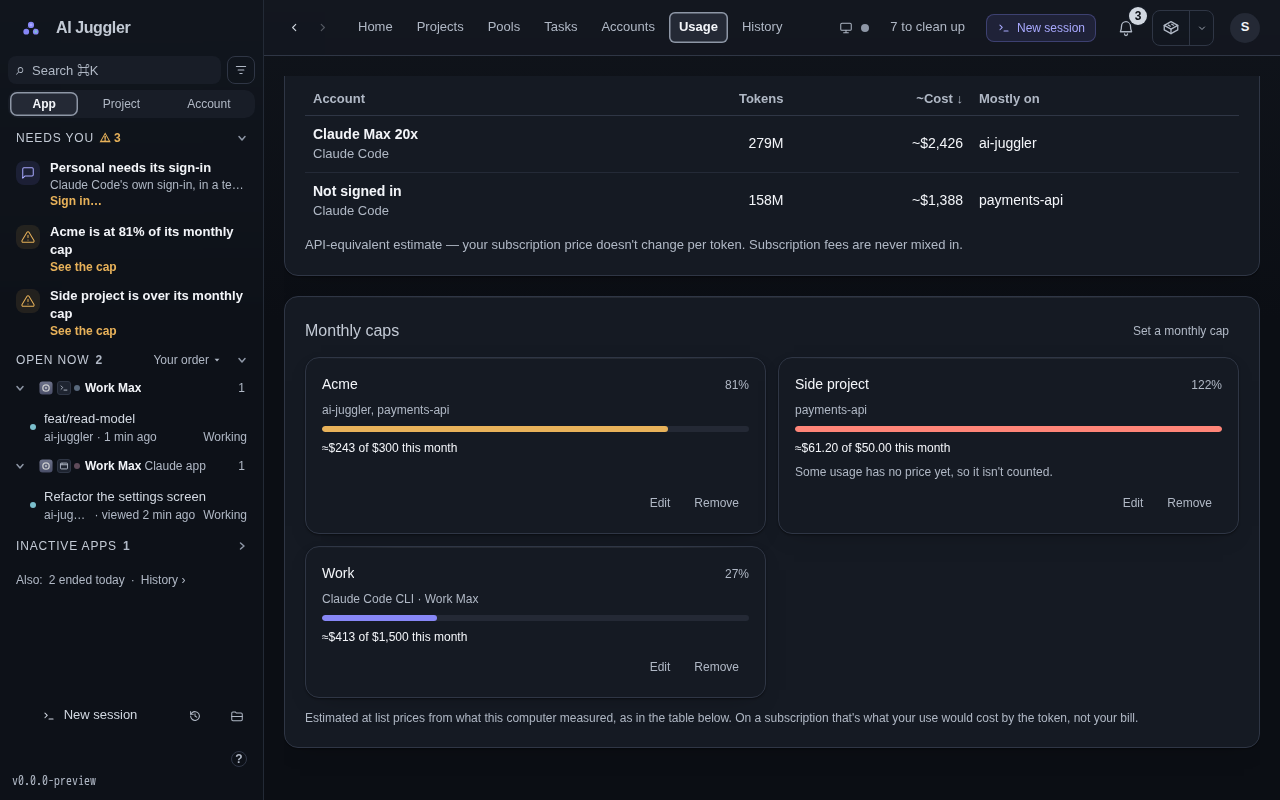 AI Juggler
Search ⌘K
App Project Account
NEEDS YOU 3
Personal needs its sign-in
Claude Code's own sign-in, in a te…
Sign in…
Acme is at 81% of its monthly
cap
See the cap
Side project is over its monthly
cap
See the cap
OPEN NOW 2 Your order
Work Max 1
feat/read-model
ai-juggler · 1 min ago Working
Work Max Claude app 1
Refactor the settings screen
ai-jug… · viewed 2 min ago Working
INACTIVE APPS 1
Also: 2 ended today · History ›
New session
?
v0.0.0-preview
Home Projects Pools Tasks Accounts Usage History 7 to clean up New session 3 S
Account Tokens ~Cost ↓ Mostly on
Claude Max 20x
Claude Code
279M ~$2,426 ai-juggler
Not signed in
Claude Code
158M ~$1,388 payments-api
API-equivalent estimate — your subscription price doesn't change per token. Subscription fees are never mixed in.
Monthly caps Set a monthly cap
Acme 81%
ai-juggler, payments-api
≈$243 of $300 this month
Edit Remove
Side project 122%
payments-api
≈$61.20 of $50.00 this month
Some usage has no price yet, so it isn't counted.
Edit Remove
Work 27%
Claude Code CLI · Work Max
≈$413 of $1,500 this month
Edit Remove
Estimated at list prices from what this computer measured, as in the table below. On a subscription that's what your use would cost by the token, not your bill.